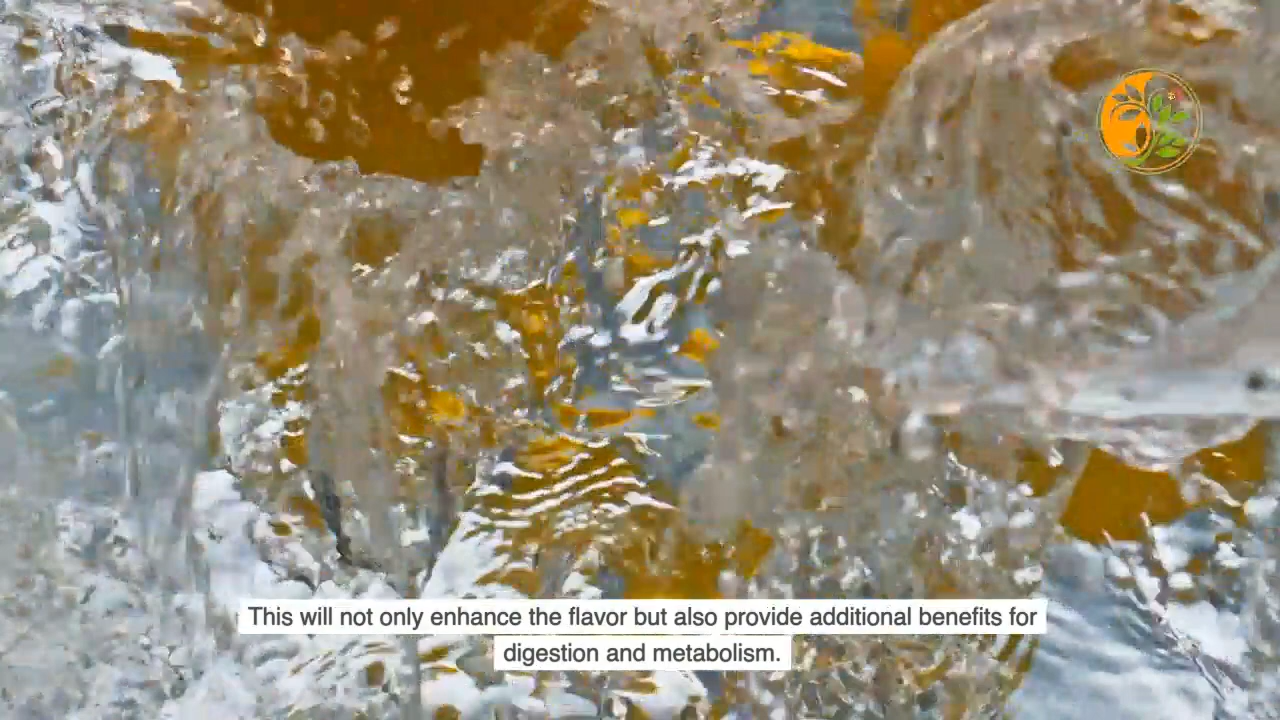 This will not only enhance the flavor but also provide additional benefits for
digestion and metabolism.